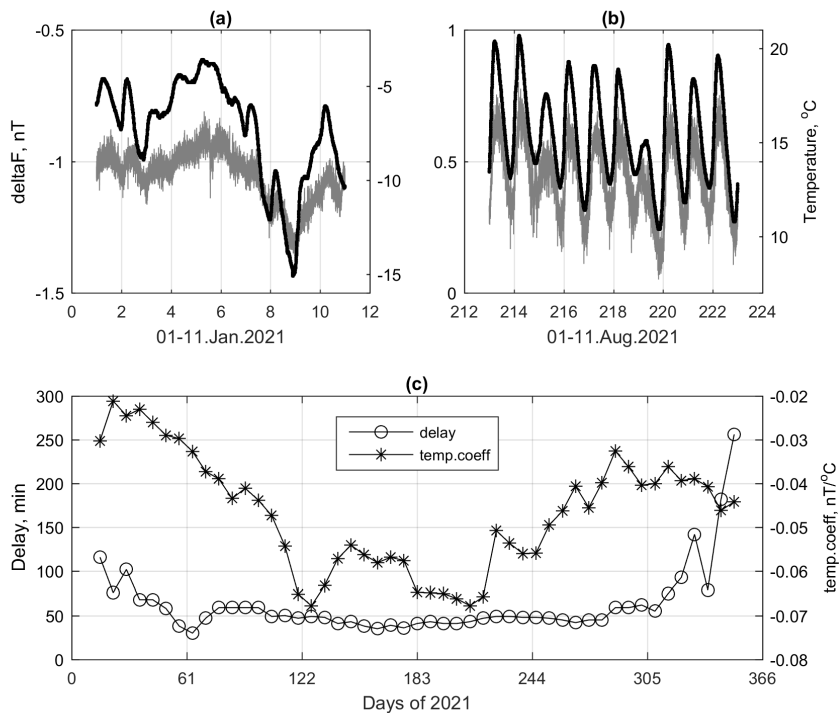 (a)
(b)
-0.5
-1
-1.5
deltaF, nT
-5
-10
-15
0 2 4 6 8 10 12
01-11.Jan.2021
1
0.5
0
20
15
10
Temperature, °C
212 214 216 218 220 222 224
01-11.Aug.2021
(c)
300
250
200
150
100
50
0
Delay, min
delay
temp.coeff
-0.02
-0.03
-0.04
-0.05
-0.06
-0.07
-0.08
temp.coeff, nT/°C
0 61 122 183 244 305 366
Days of 2021